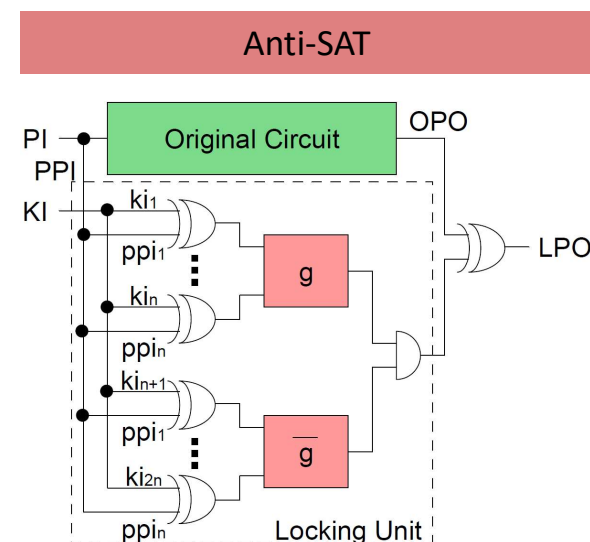 Anti-SAT
PI
Original Circuit
OPO
PPI
KI
ki1
ppi1
g
kin
ppin
LPO
kin+1
ppi1
g
ki2n
ppin
Locking Unit